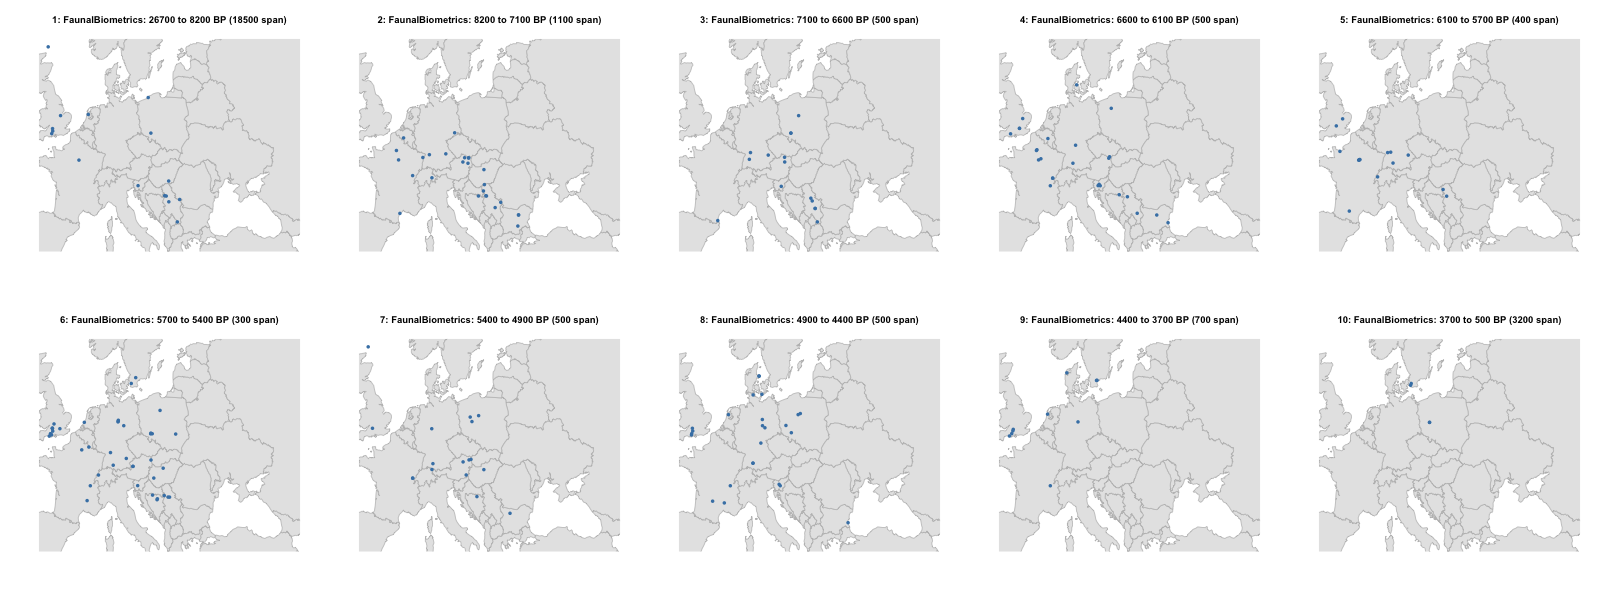 1: FaunalBiometrics: 26700 to 8200 BP (18500 span)
2: FaunalBiometrics: 8200 to 7100 BP (1100 span)
3: FaunalBiometrics: 7100 to 6600 BP (500 span)
4: FaunalBiometrics: 6600 to 6100 BP (500 span)
5: FaunalBiometrics: 6100 to 5700 BP (400 span)
6: FaunalBiometrics: 5700 to 5400 BP (300 span)
7: FaunalBiometrics: 5400 to 4900 BP (500 span)
8: FaunalBiometrics: 4900 to 4400 BP (500 span)
9: FaunalBiometrics: 4400 to 3700 BP (700 span)
10: FaunalBiometrics: 3700 to 500 BP (3200 span)